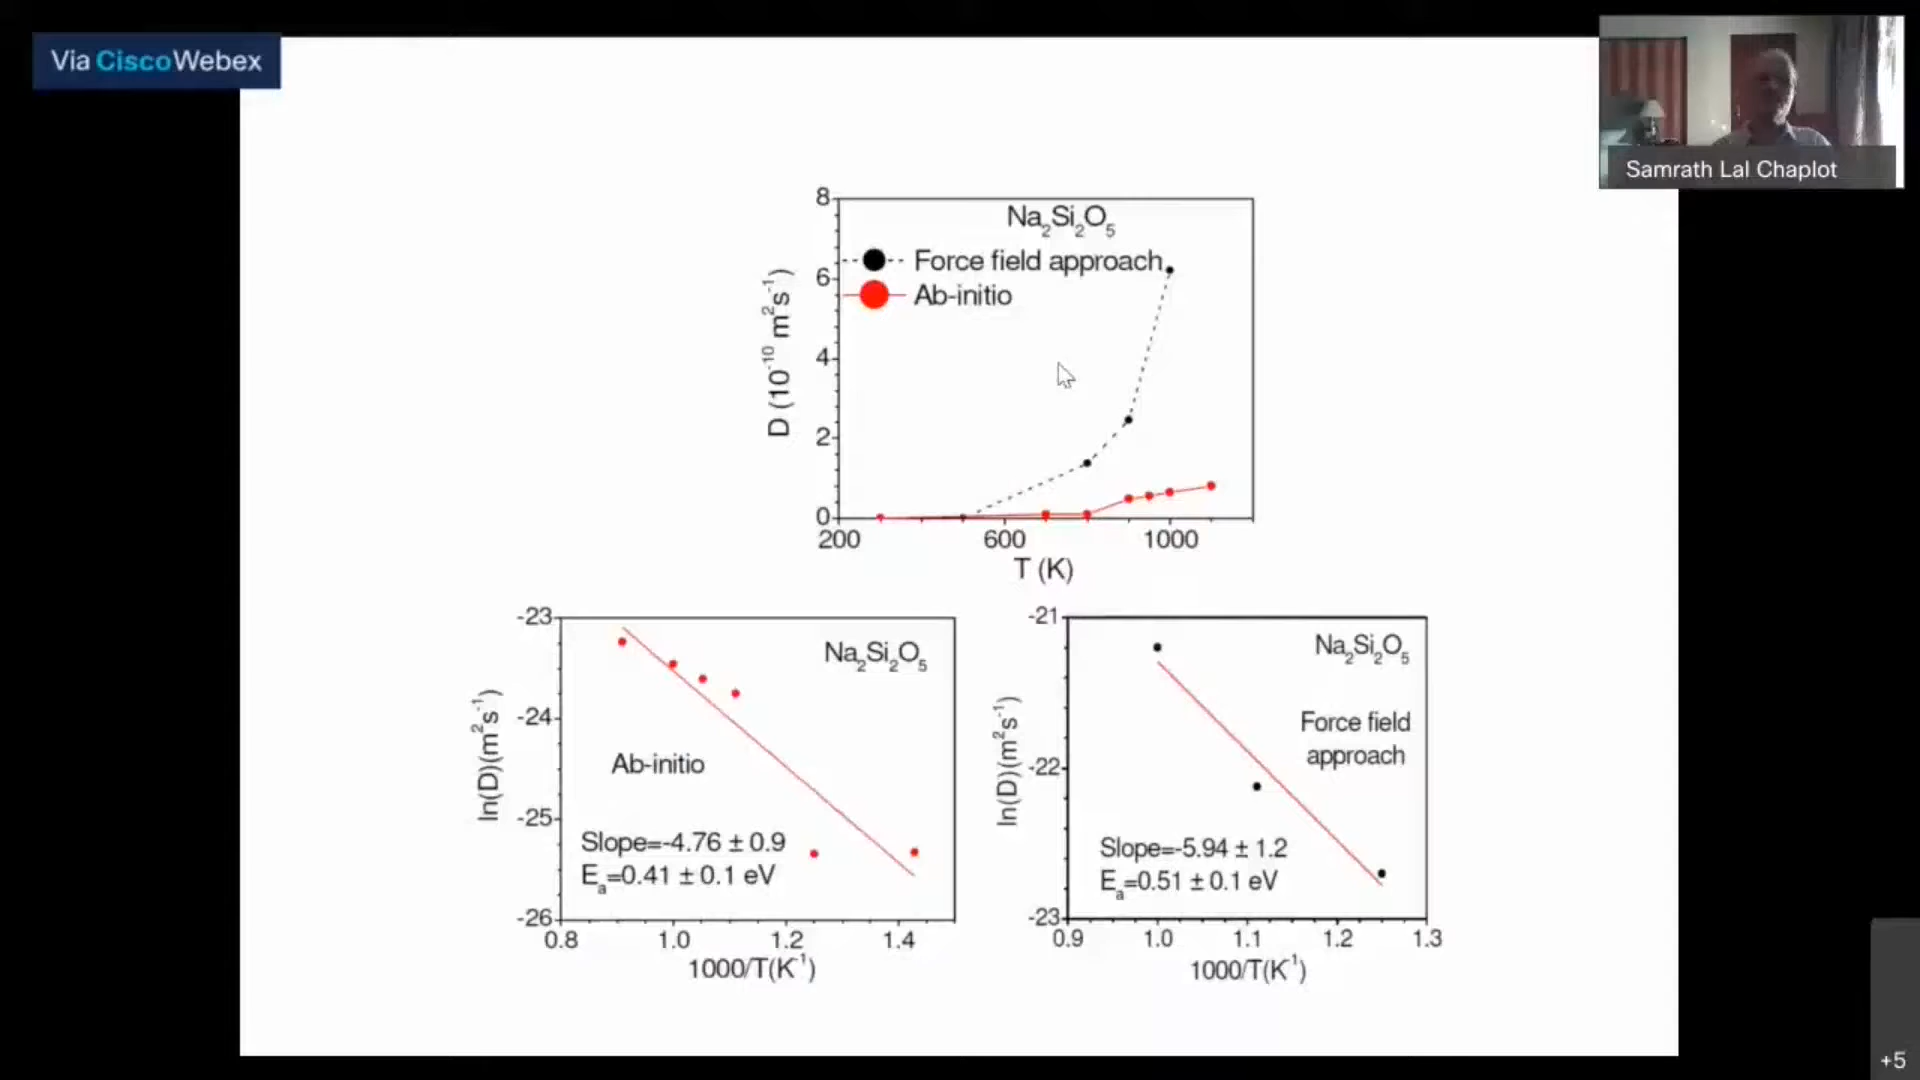 Via CiscoWebex
Samrath Lal Chaplot
Na₂Si₂O₅
Force field approach
Ab-initio
D (10⁻¹⁰ m²s⁻¹)
8
6
4
2
0
200 600 1000
T (K)
Na₂Si₂O₅
Ab-initio
Slope=-4.76 ± 0.9
Eₐ=0.41 ± 0.1 eV
ln(D)(m²s⁻¹)
-23
-24
-25
-26
0.8 1.0 1.2 1.4
1000/T(K⁻¹)
Na₂Si₂O₅
Force field
approach
Slope=-5.94 ± 1.2
Eₐ=0.51 ± 0.1 eV
ln(D)(m²s⁻¹)
-21
-22
-23
0.9 1.0 1.1 1.2 1.3
1000/T(K⁻¹)
+5